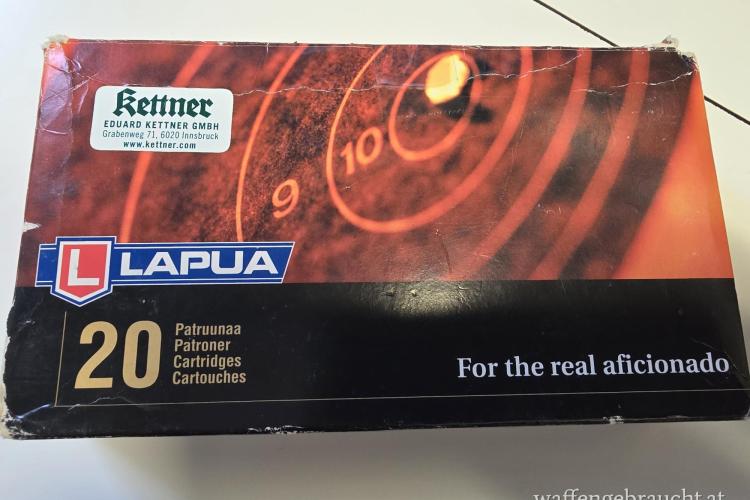 Kettner
EDUARD KETTNER GMBH
Grabenweg 71, 6020 Innsbruck
www.kettner.com
10
9
L LAPUA
20
Patruunaa
Patroner
Cartridges
Cartouches
For the real aficionado
waffengebraucht.at